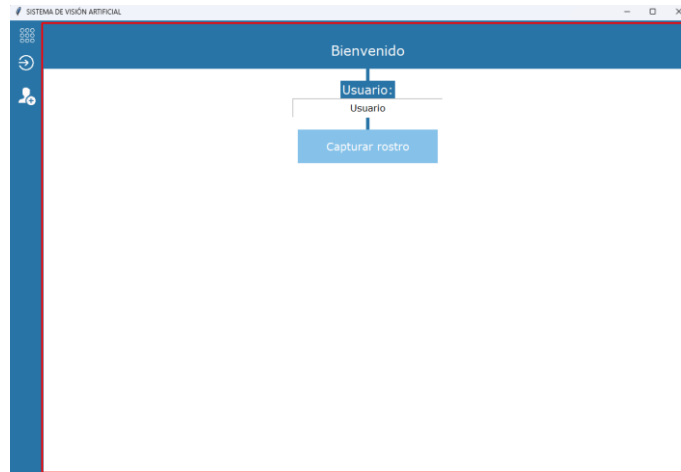 SISTEMA DE VISIÓN ARTIFICIAL
Bienvenido
Usuario:
Usuario
Capturar rostro